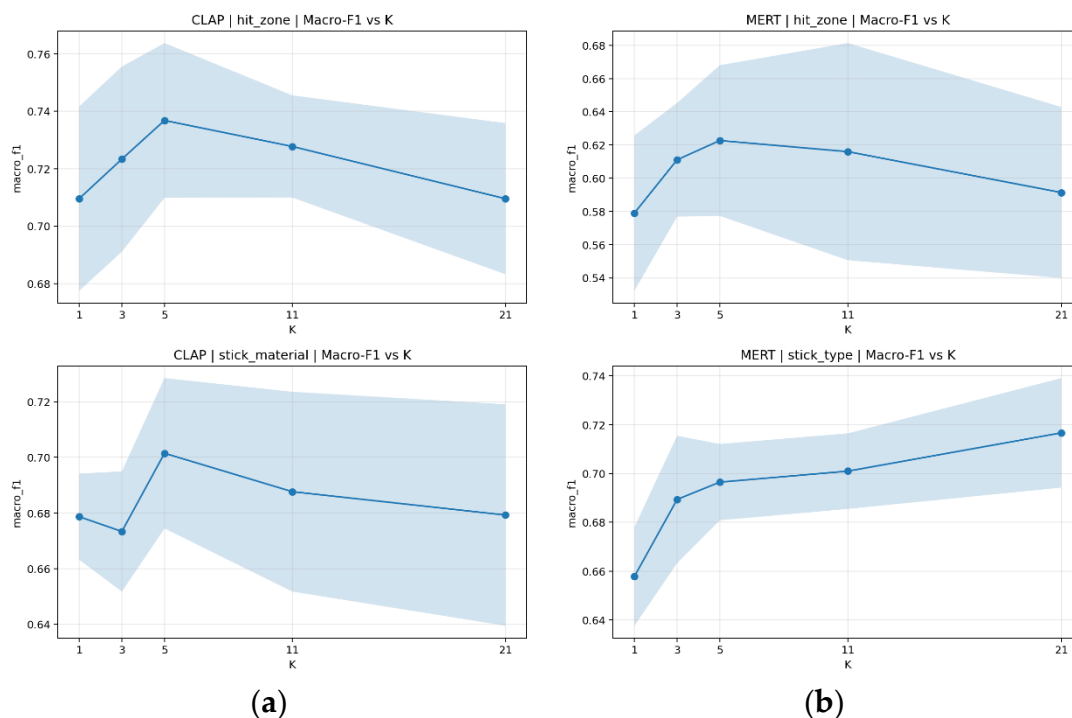 CLAP | hit_zone | Macro-F1 vs K
0.76
0.74
0.72
0.70
0.68
macro_f1
1 3 5 11 21
K
MERT | hit_zone | Macro-F1 vs K
0.68
0.66
0.64
0.62
0.60
0.58
0.56
0.54
macro_f1
1 3 5 11 21
K
CLAP | stick_material | Macro-F1 vs K
0.72
0.70
0.68
0.66
0.64
macro_f1
1 3 5 11 21
K
MERT | stick_type | Macro-F1 vs K
0.74
0.72
0.70
0.68
0.66
0.64
macro_f1
1 3 5 11 21
K
(a)
(b)